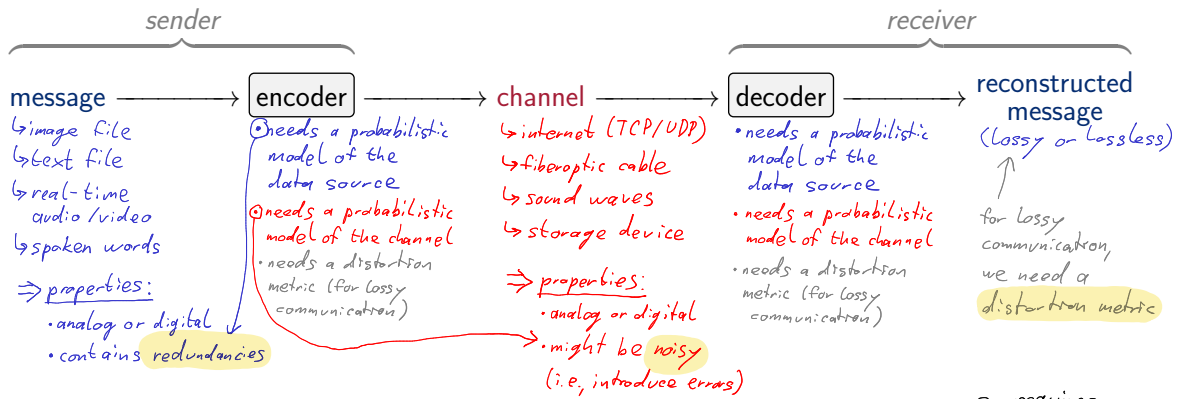 sender
receiver
message
encoder
channel
decoder
reconstructed
message
↳ image file
↳ text file
↳ real-time
audio/video
↳ spoken words
⇒ properties:
• analog or digital
• contains redundancies
• needs a probabilistic
model of the
data source
• needs a probabilistic
model of the channel
• needs a distortion
metric (for lossy
communication)
↳ internet (TCP/UDP)
↳ fiberoptic cable
↳ sound waves
↳ storage device
⇒ properties:
• analog or digital
• might be noisy
(i.e., introduce errors)
• needs a probabilistic
model of the
data source
• needs a probabilistic
model of the channel
• needs a distortion
metric (for lossy
communication)
(lossy or lossless)
for lossy
communication,
we need a
distortion metric